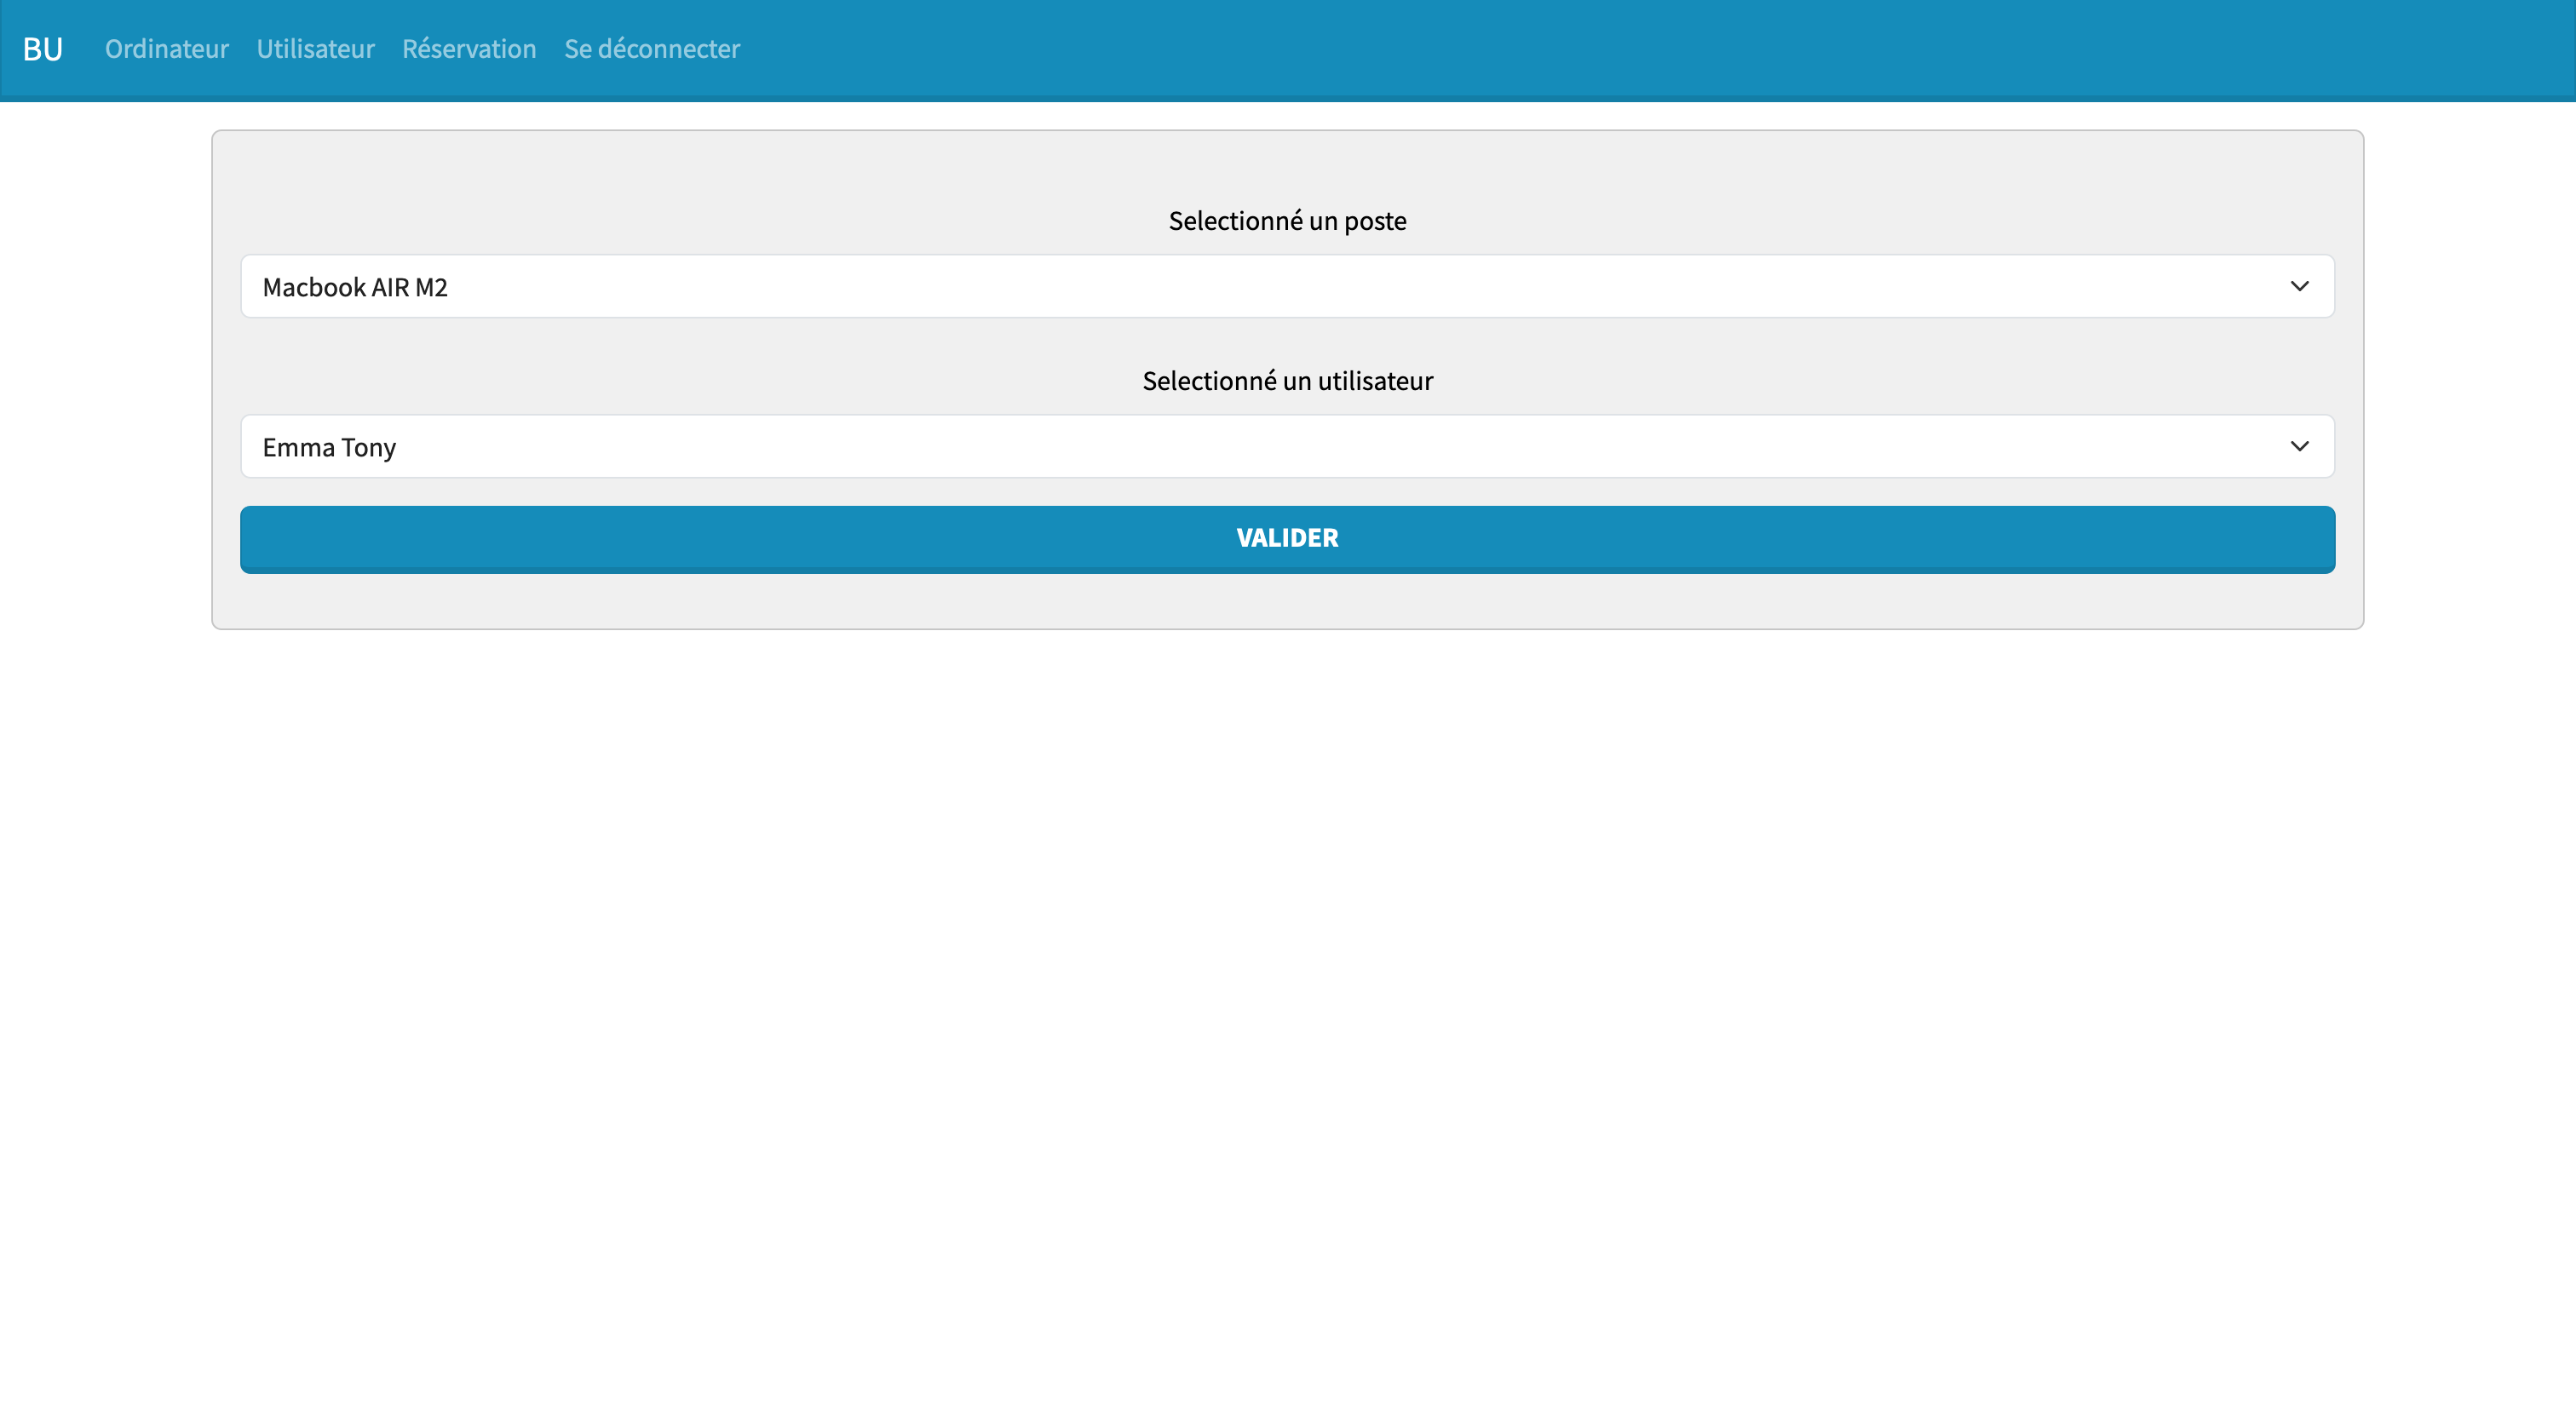 BU Ordinateur Utilisateur Réservation Se déconnecter
Selectionné un poste
Macbook AIR M2
Selectionné un utilisateur
Emma Tony
VALIDER